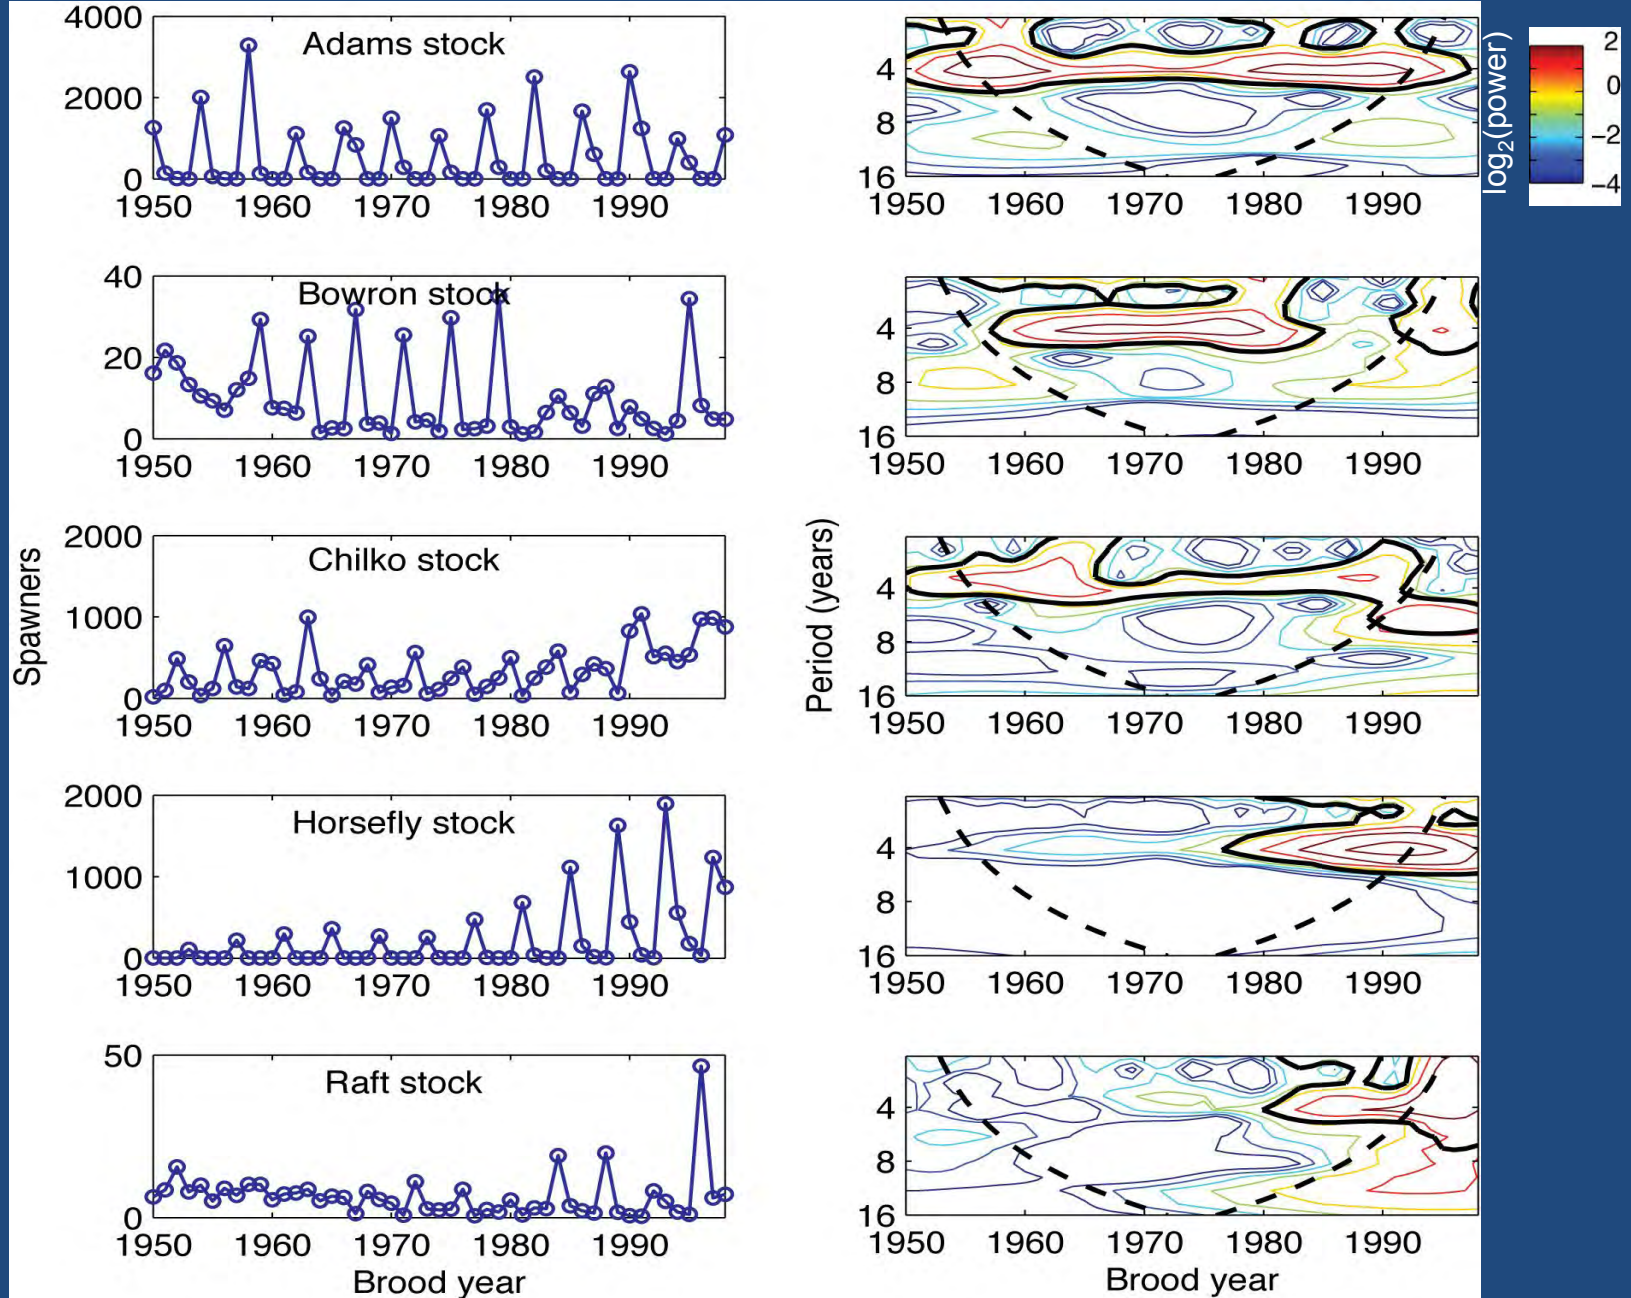 4000
2000
0
Adams stock
1950 1960 1970 1980 1990
4
8
16
1950 1960 1970 1980 1990
log2(power)
2
0
−2
−4
40
20
0
Bowron stock
1950 1960 1970 1980 1990
4
8
16
1950 1960 1970 1980 1990
Spawners
2000
1000
0
Chilko stock
1950 1960 1970 1980 1990
Period (years)
4
8
16
1950 1960 1970 1980 1990
2000
1000
0
Horsefly stock
1950 1960 1970 1980 1990
4
8
16
1950 1960 1970 1980 1990
50
0
Raft stock
1950 1960 1970 1980 1990
Brood year
4
8
16
1950 1960 1970 1980 1990
Brood year